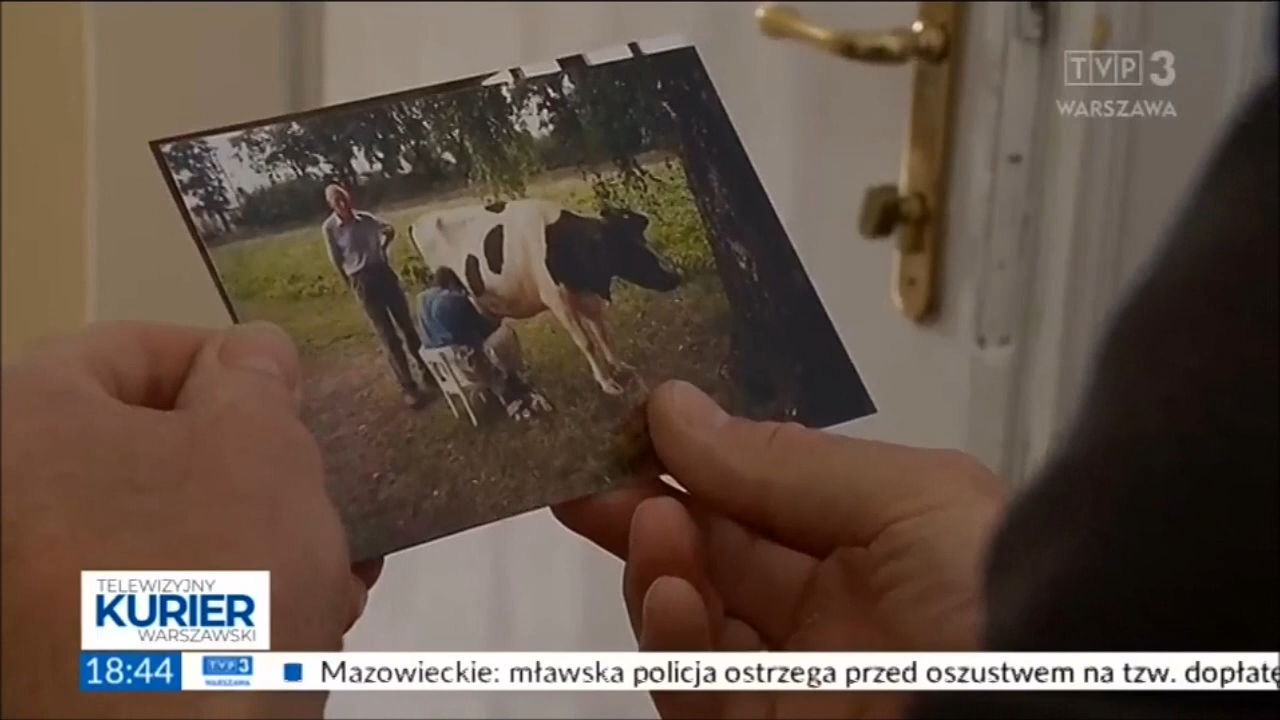 TVP3
WARSZAWA
TELEWIZYJNY
KURIER
WARSZAWSKI
18:44
TVP3
WARSZAWA
Mazowieckie: mławska policja ostrzega przed oszustwem na tzw. dopłatę